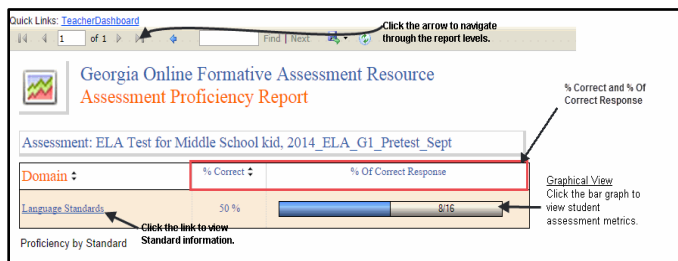 Quick Links: TeacherDashboard
1 of 1 Find | Next
Click the arrow to navigate
through the report levels.
Georgia Online Formative Assessment Resource
Assessment Proficiency Report
% Correct and % Of
Correct Response
Assessment: ELA Test for Middle School kid, 2014_ELA_G1_Pretest_Sept
Domain % Correct % Of Correct Response
Graphical View
Click the bar graph to
view student
assessment metrics.
Language Standards 50 % 8/16
Click the link to view
Standard information.
Proficiency by Standard